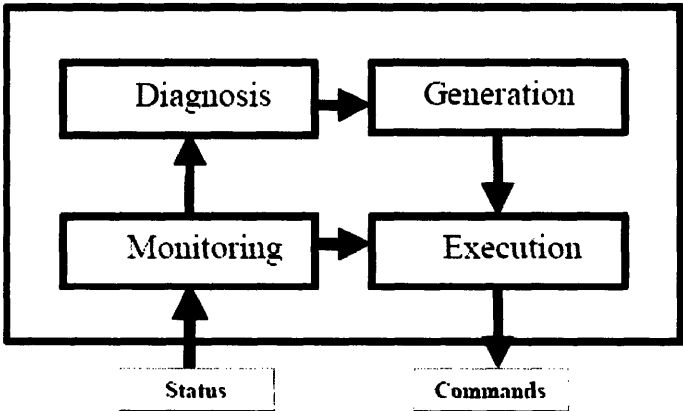 Diagnosis
Generation
Monitoring
Execution
Status
Commands